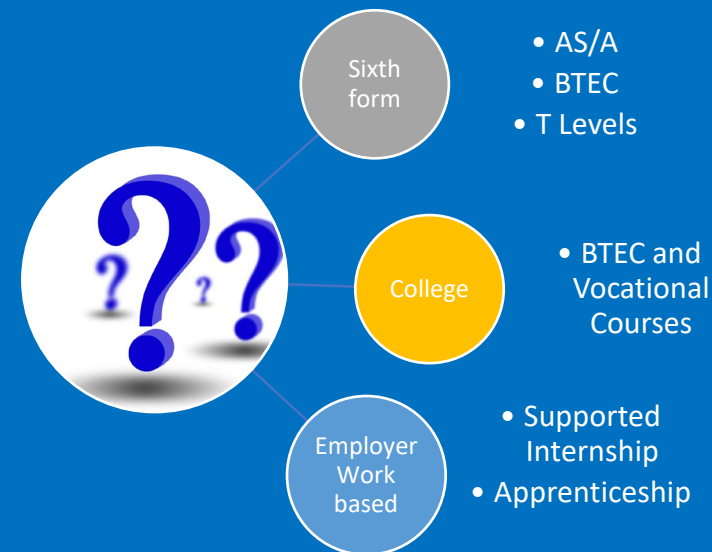 Sixth
form
• AS/A
• BTEC
• T Levels
College
• BTEC and
Vocational
Courses
Employer
Work
based
• Supported
Internship
• Apprenticeship
? ? ? ?